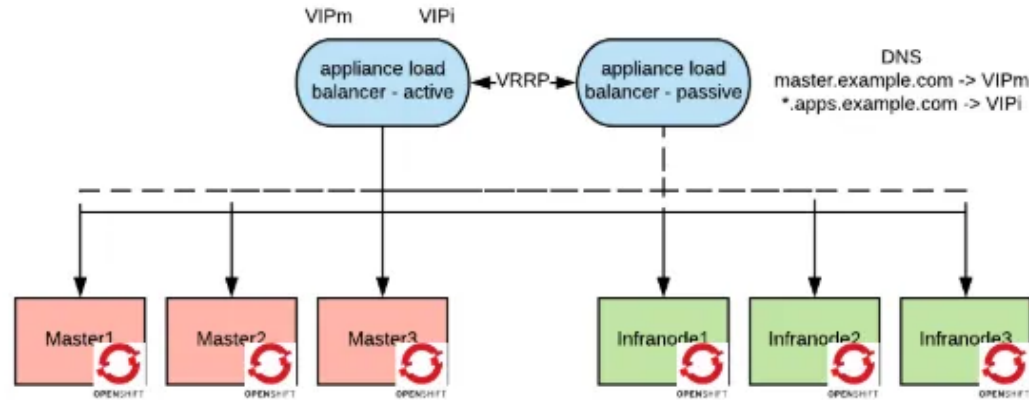 VIPm VIPi
appliance load
balancer - active
VRRP
appliance load
balancer - passive
DNS
master.example.com -> VIPm
*.apps.example.com -> VIPi
Master1
Master2
Master3
Infranode1
Infranode2
Infranode3
OPENSHIFT
OPENSHIFT
OPENSHIFT
OPENSHIFT
OPENSHIFT
OPENSHIFT